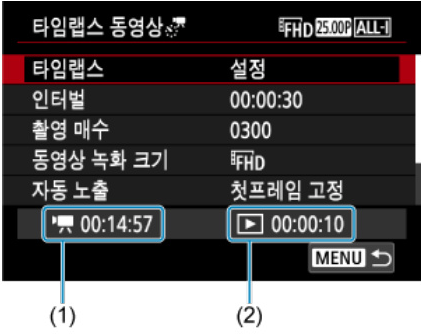 타임랩스 동영상 FHD 25.00P ALL-I
타임랩스 설정
인터벌 00:00:30
촬영 매수 0300
동영상 녹화 크기 FHD
자동 노출 첫프레임 고정
00:14:57 00:00:10
MENU
(1) (2)